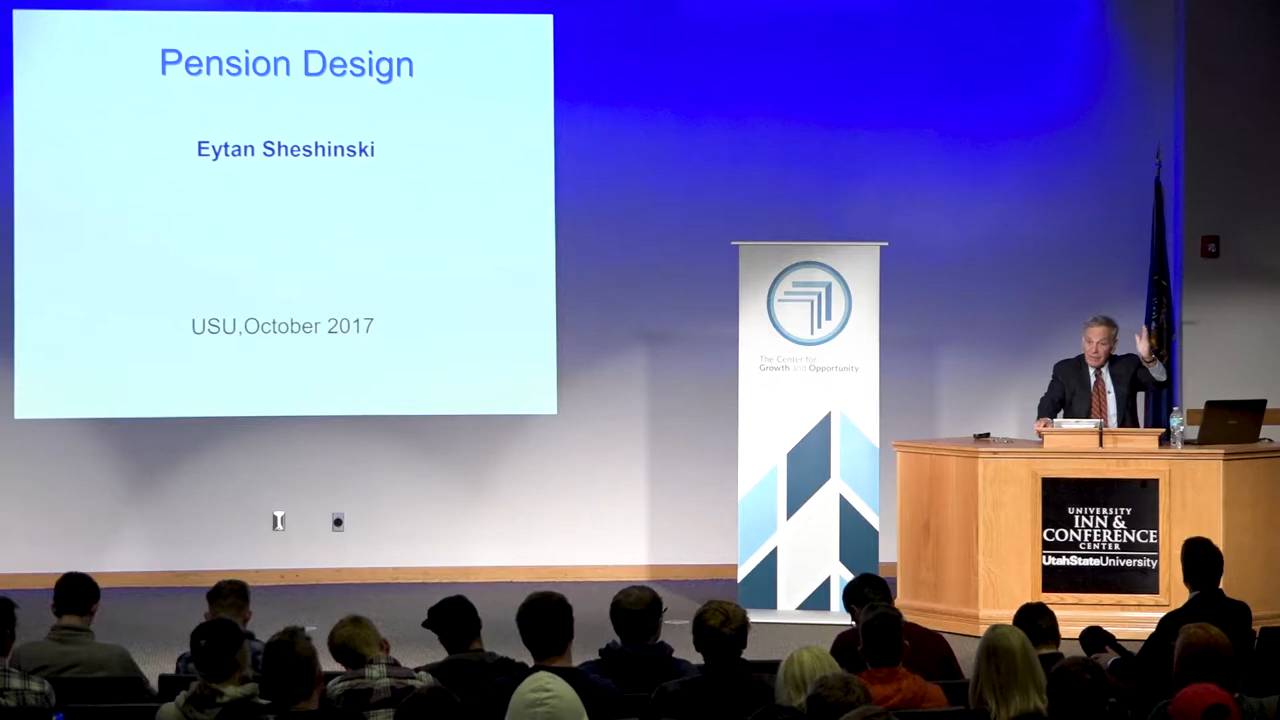 Pension Design
Eytan Sheshinski
USU,October 2017
The Center for
Growth and Opportunity
UNIVERSITY
INN &
CONFERENCE
CENTER
UtahStateUniversity